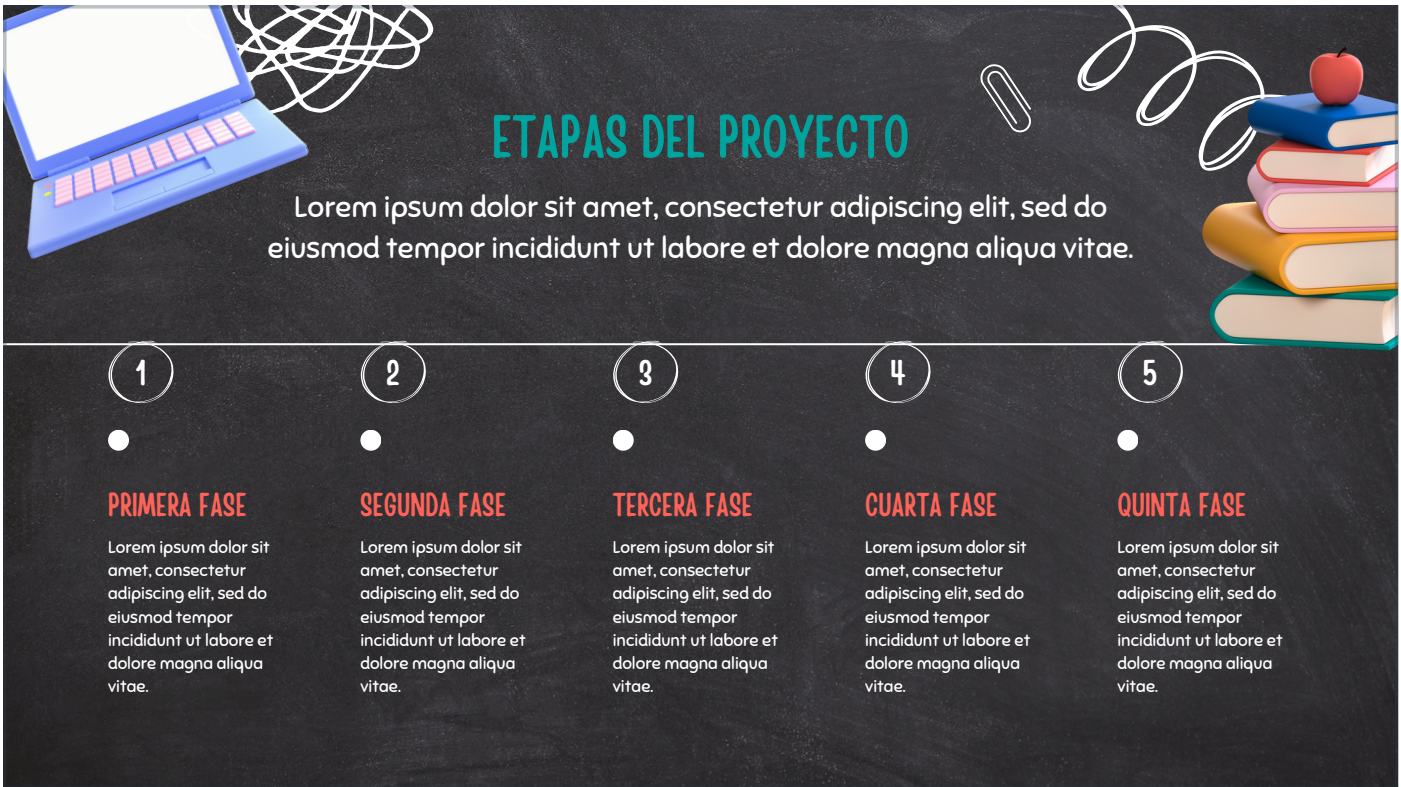 ETAPAS DEL PROYECTO
Lorem ipsum dolor sit amet, consectetur adipiscing elit, sed do
eiusmod tempor incididunt ut labore et dolore magna aliqua vitae.
1
2
3
4
5
PRIMERA FASE
Lorem ipsum dolor sit
amet, consectetur
adipiscing elit, sed do
eiusmod tempor
incididunt ut labore et
dolore magna aliqua
vitae.
SEGUNDA FASE
Lorem ipsum dolor sit
amet, consectetur
adipiscing elit, sed do
eiusmod tempor
incididunt ut labore et
dolore magna aliqua
vitae.
TERCERA FASE
Lorem ipsum dolor sit
amet, consectetur
adipiscing elit, sed do
eiusmod tempor
incididunt ut labore et
dolore magna aliqua
vitae.
CUARTA FASE
Lorem ipsum dolor sit
amet, consectetur
adipiscing elit, sed do
eiusmod tempor
incididunt ut labore et
dolore magna aliqua
vitae.
QUINTA FASE
Lorem ipsum dolor sit
amet, consectetur
adipiscing elit, sed do
eiusmod tempor
incididunt ut labore et
dolore magna aliqua
vitae.